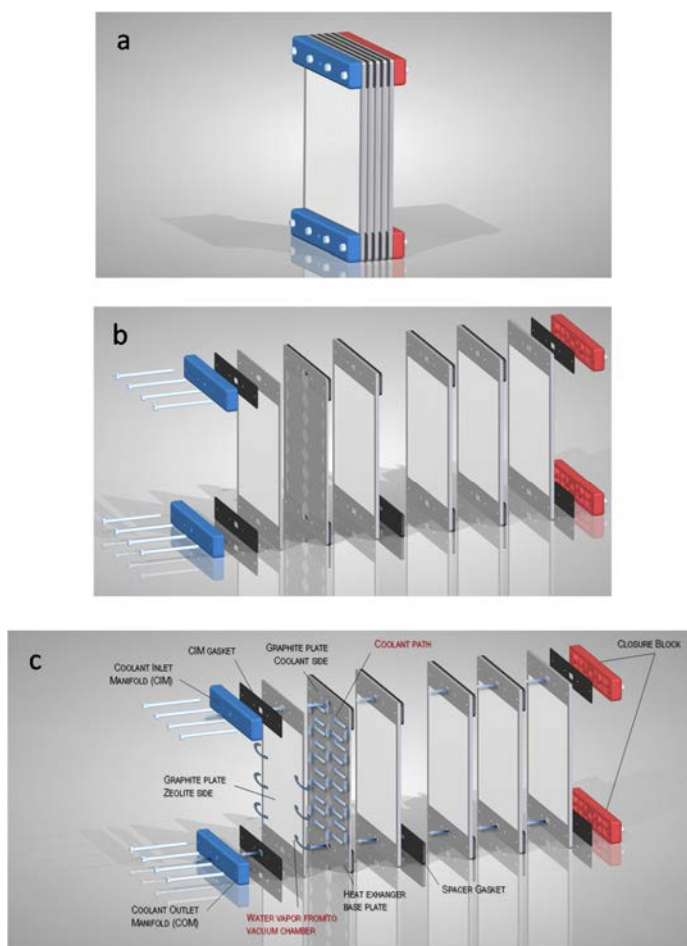 a
b
c
CIM GASKET
GRAPHITE PLATE
COOLANT SIDE
COOLANT PATH
CLOSURE BLOCK
COOLANT INLET
MANIFOLD (CIM)
GRAPHITE PLATE
ZEOLITE SIDE
COOLANT OUTLET
MANIFOLD (COM)
WATER VAPOR FROM/TO
VACUUM CHAMBER
HEAT EXHANGER
BASE PLATE
SPACER GASKET